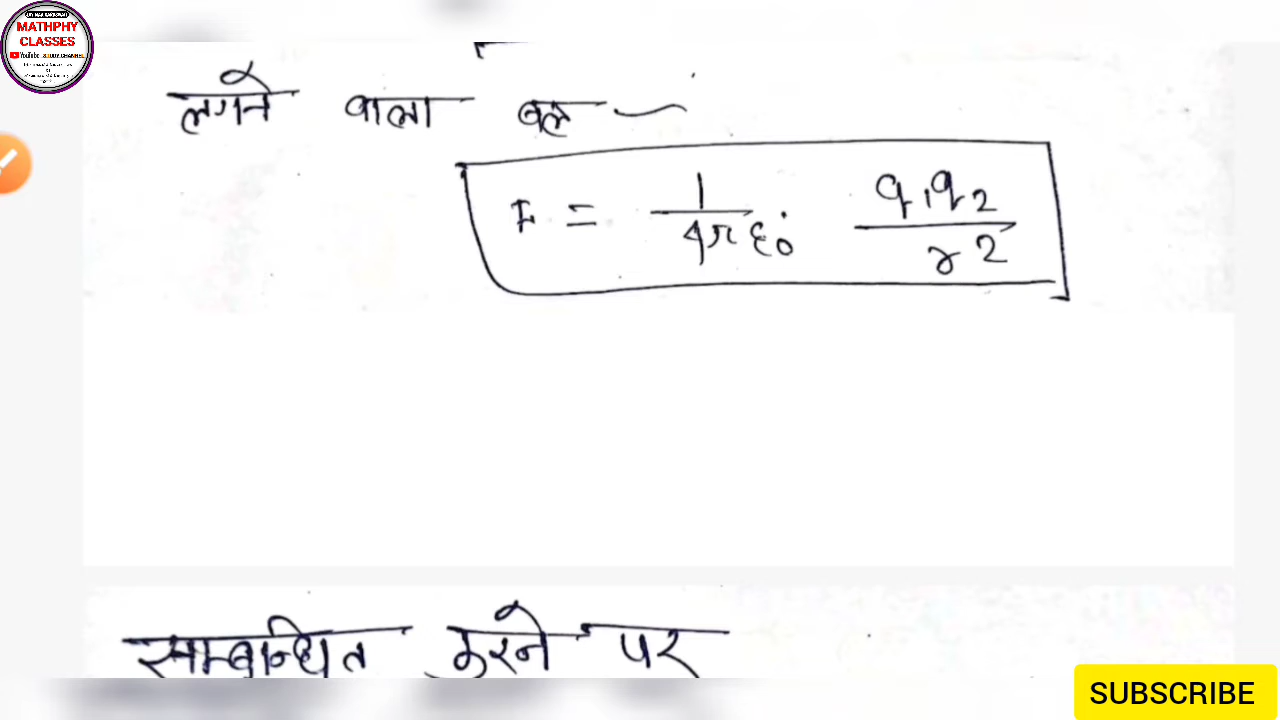 MATHPHY
CLASSES
लगने वाला बल
F = 1/4πε₀ q₁q₂/r²
सम्बन्धित करने पर
SUBSCRIBE